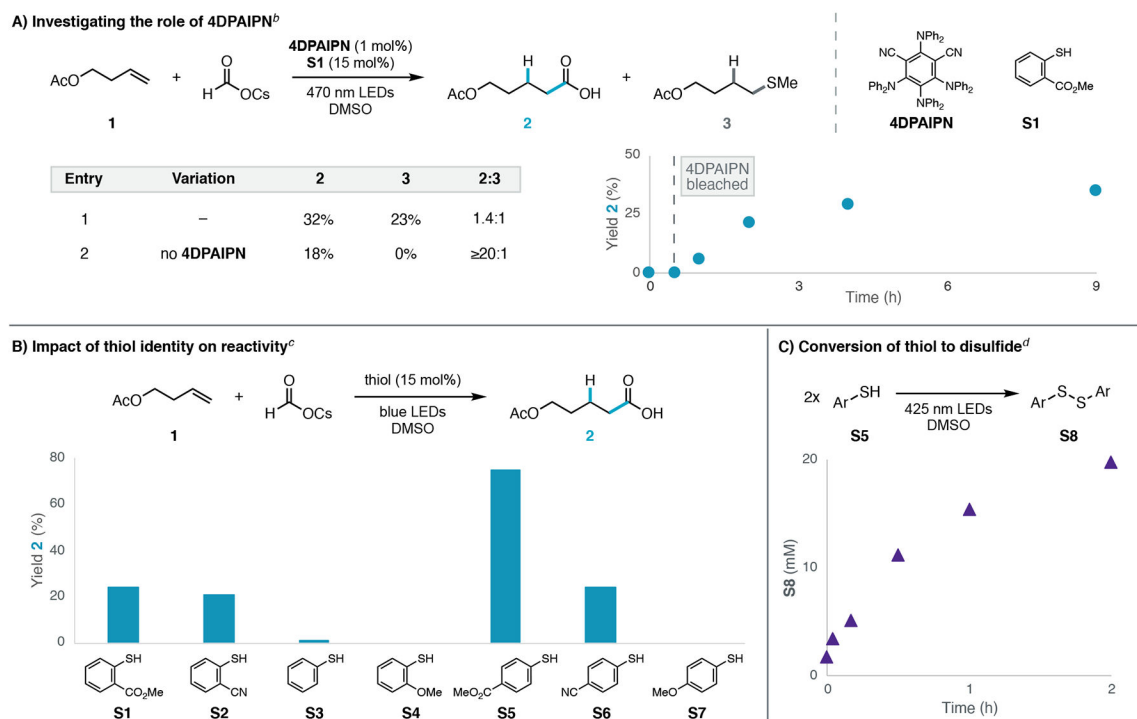 A) Investigating the role of 4DPAIPNᵇ
AcO
1
+
H
O
OCs
4DPAIPN (1 mol%)
S1 (15 mol%)
470 nm LEDs
DMSO
AcO
H
O
OH
2
+
AcO
H
SMe
3
NPh₂
CN
NC
Ph₂N
NPh₂
NPh₂
4DPAIPN
SH
CO₂Me
S1
Entry Variation 2 3 2:3
1 – 32% 23% 1.4:1
2 no 4DPAIPN 18% 0% ≥20:1
Yield 2 (%)
50
25
0
4DPAIPN
bleached
0 3 6 9
Time (h)
B) Impact of thiol identity on reactivityᶜ
AcO
1
+
H
O
OCs
thiol (15 mol%)
blue LEDs
DMSO
AcO
H
O
OH
2
Yield 2 (%)
80
60
40
20
0
SH
CO₂Me
S1
SH
CN
S2
SH
S3
SH
OMe
S4
SH
MeO₂C
S5
SH
NC
S6
SH
MeO
S7
C) Conversion of thiol to disulfideᵈ
2x
Ar
SH
S5
425 nm LEDs
DMSO
Ar
S
S
Ar
S8
S8 (mM)
20
10
0
0 1 2
Time (h)